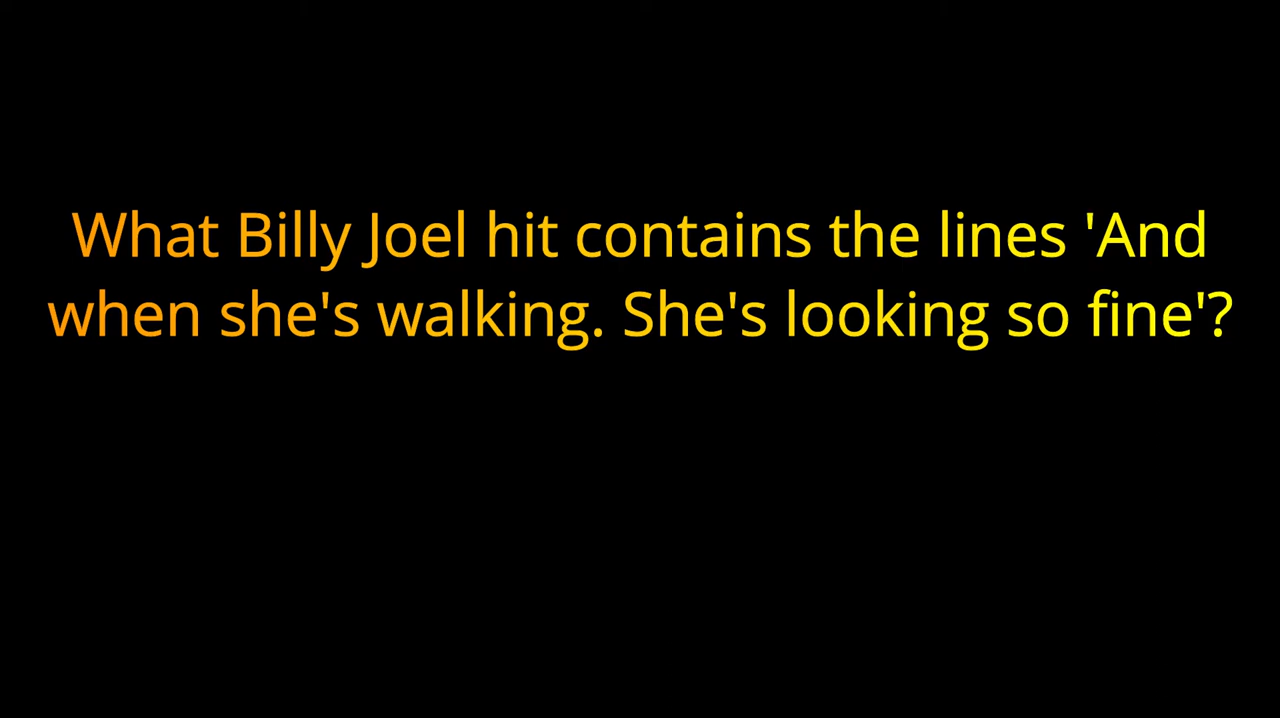 What Billy Joel hit contains the lines 'And
when she's walking. She's looking so fine'?